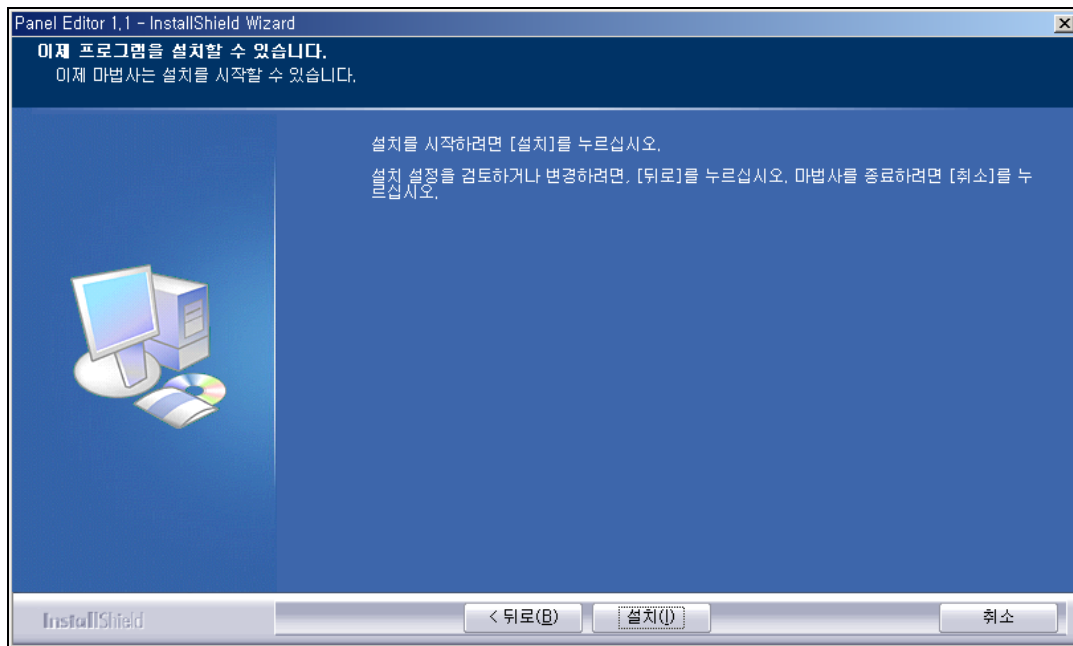 Panel Editor 1.1 - InstallShield Wizard
이제 프로그램을 설치할 수 있습니다.
이제 마법사는 설치를 시작할 수 있습니다.
설치를 시작하려면 [설치]를 누르십시오.
설치 설정을 검토하거나 변경하려면, [뒤로]를 누르십시오. 마법사를 종료하려면 [취소]를 누
르십시오.
InstallShield
< 뒤로(B)
설치(I)
취소